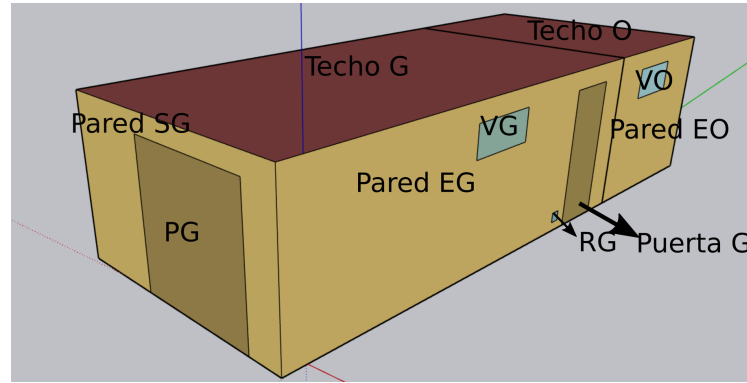 Techo O
Techo G
VO
Pared SG
VG
Pared EO
Pared EG
PG
RG
Puerta G